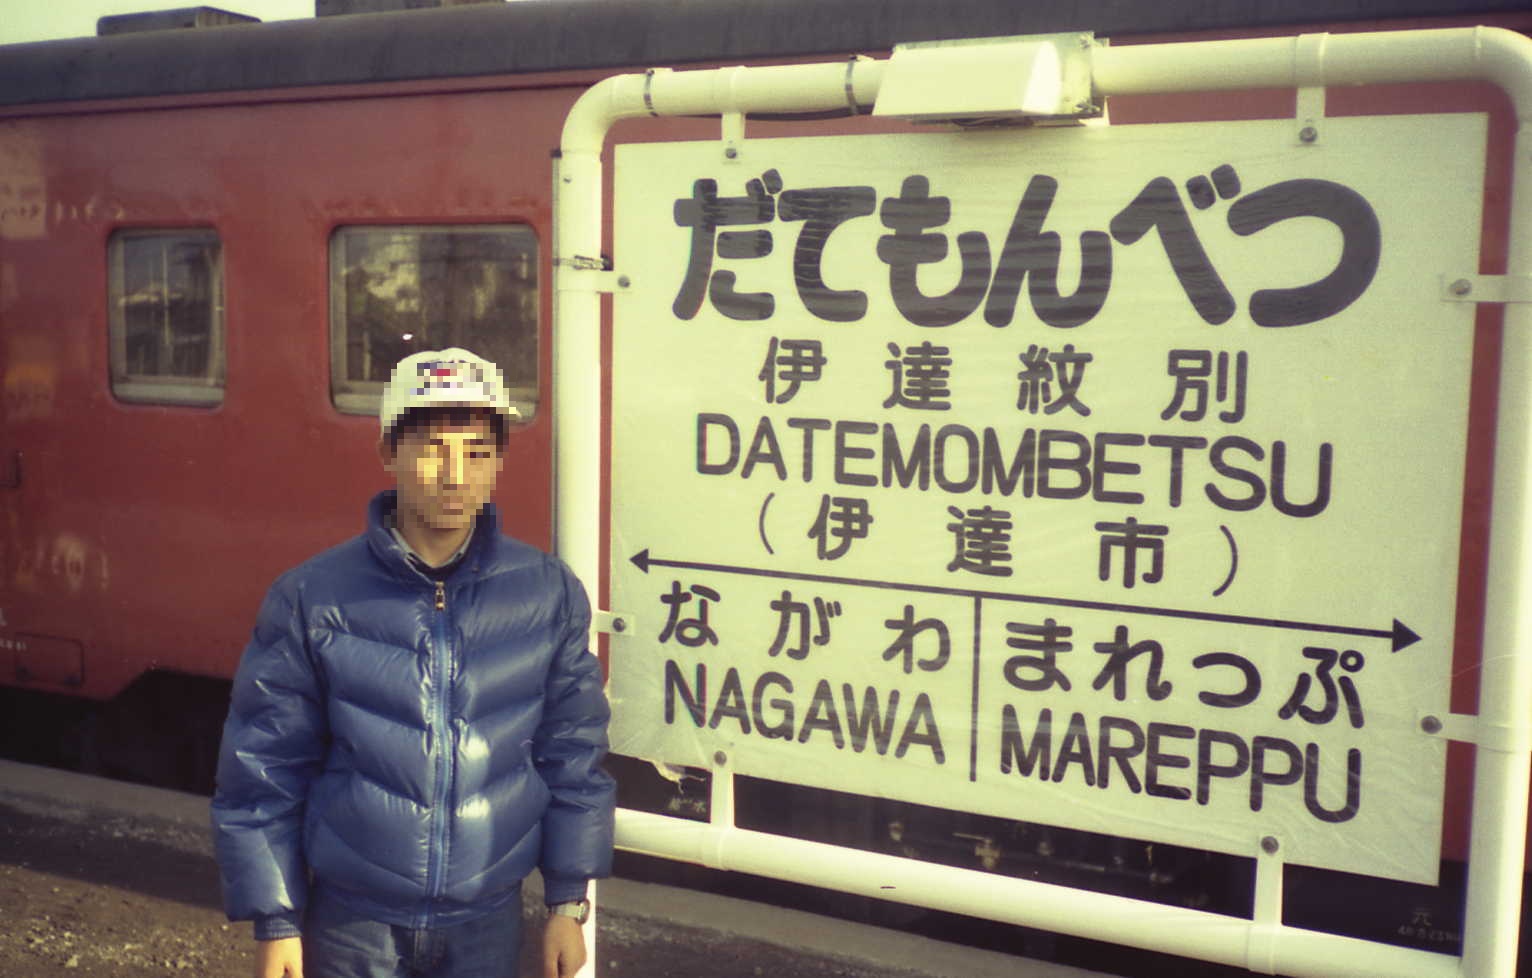 だてもんべつ
伊達紋別
DATEMOMBETSU
(伊達市)
ながわ まれっぷ
NAGAWA MAREPPU